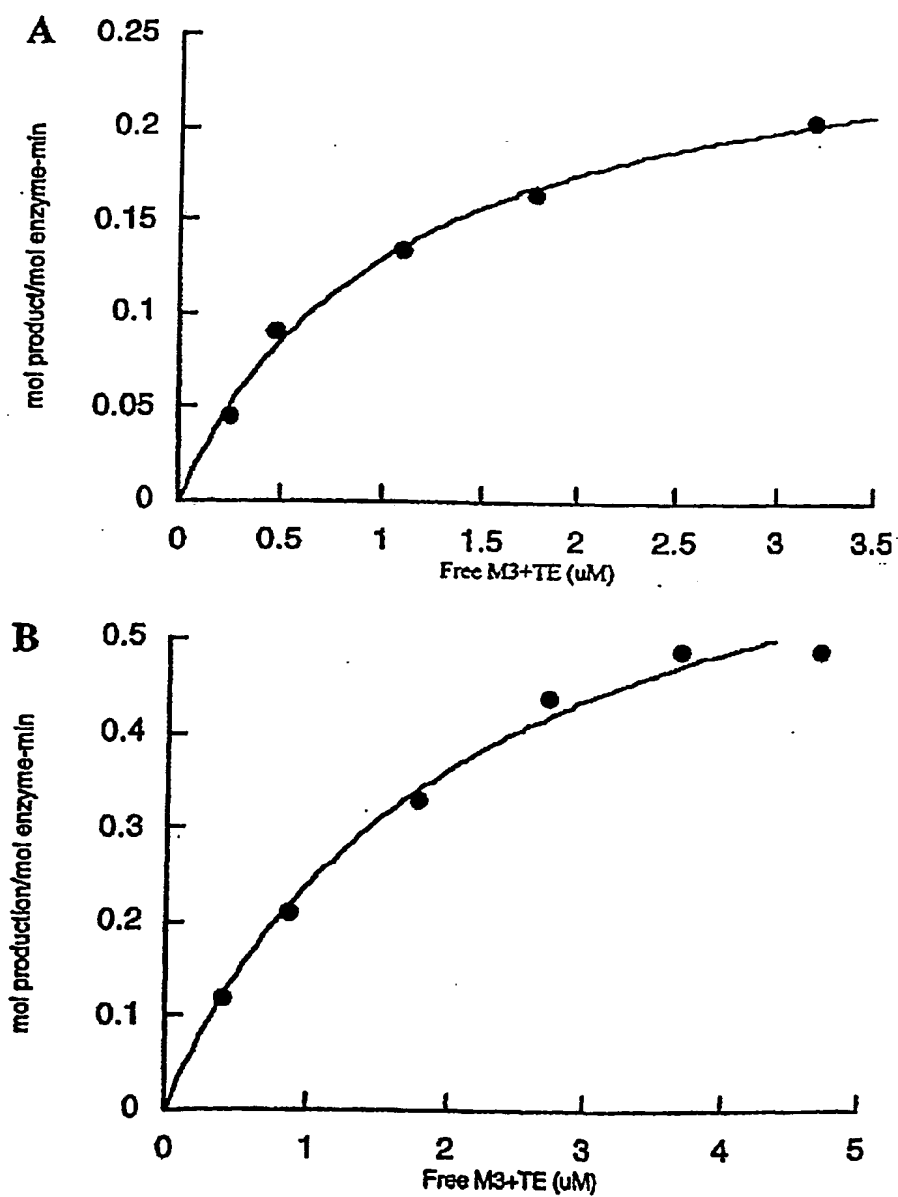 A
0.25
0.2
0.15
0.1
0.05
0
mol product/mol enzyme-min
0 0.5 1 1.5 2 2.5 3 3.5
Free M3+TE (uM)
B
0.5
0.4
0.3
0.2
0.1
0
mol production/mol enzyme-min
0 1 2 3 4 5
Free M3+TE (uM)